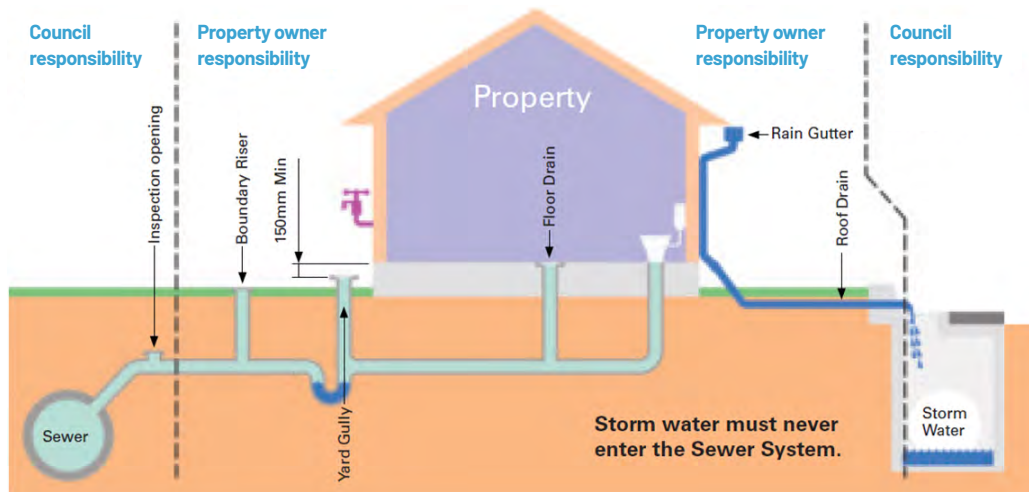 Council
responsibility
Property owner
responsibility
Property owner
responsibility
Council
responsibility
Property
Rain Gutter
Inspection opening
Boundary Riser
150mm Min
Floor Drain
Roof Drain
Yard Gully
Sewer
Storm water must never
enter the Sewer System.
Storm
Water